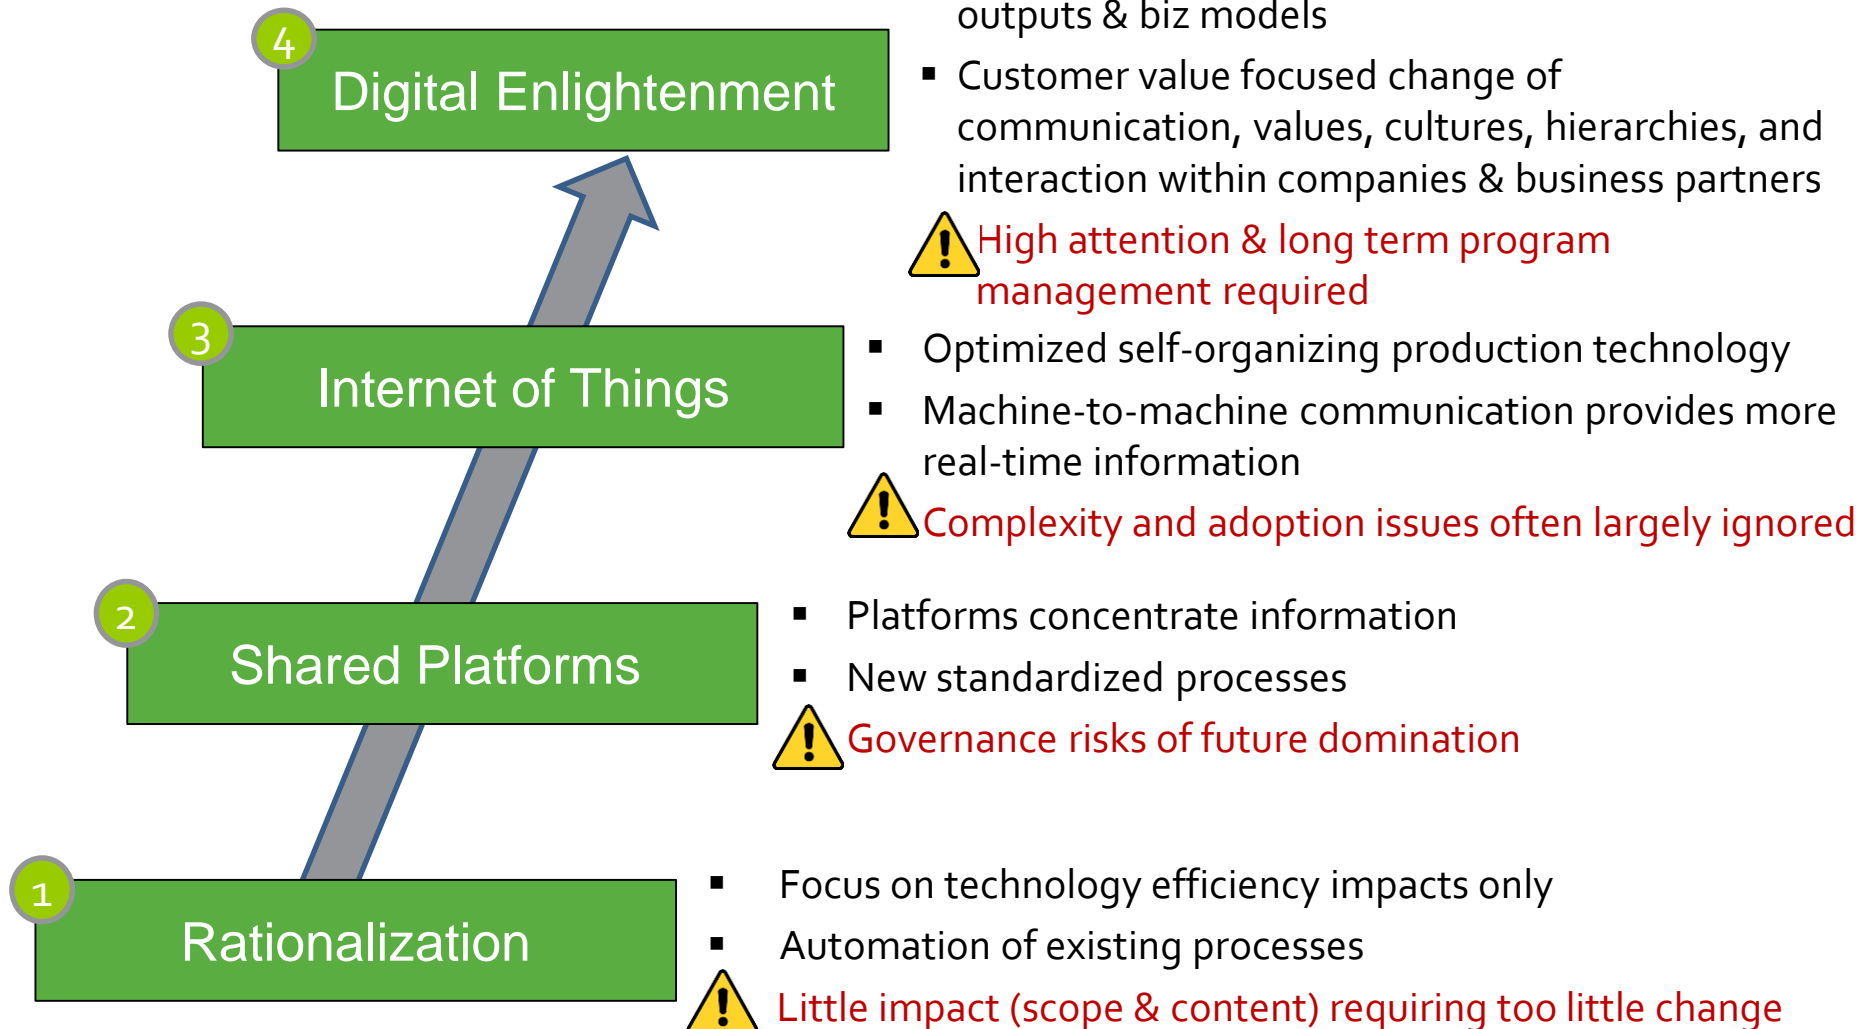 outputs & biz models
4
Digital Enlightenment
▪ Customer value focused change of
communication, values, cultures, hierarchies, and
interaction within companies & business partners
High attention & long term program
management required
3
Internet of Things
▪ Optimized self-organizing production technology
▪ Machine-to-machine communication provides more
real-time information
Complexity and adoption issues often largely ignored
2
Shared Platforms
▪ Platforms concentrate information
▪ New standardized processes
Governance risks of future domination
1
Rationalization
▪ Focus on technology efficiency impacts only
▪ Automation of existing processes
Little impact (scope & content) requiring too little change